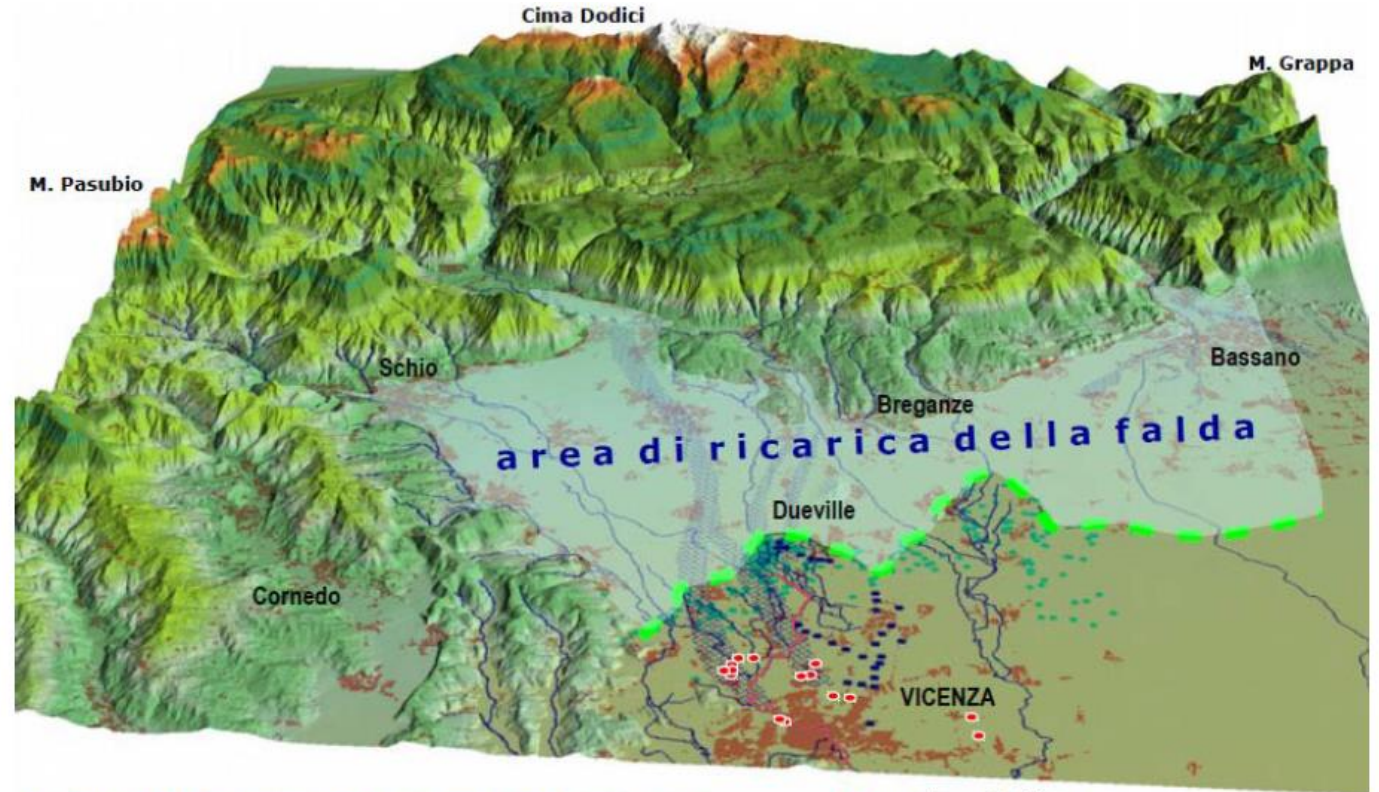 Cima Dodici
M. Grappa
M. Pasubio
Schio
Bassano
Breganze
area di ricarica della falda
Dueville
Cornedo
VICENZA